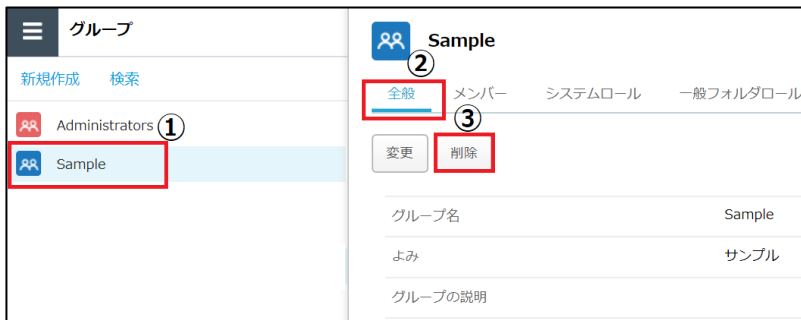 グループ
新規作成 検索
Administrators ①
Sample
Sample
②
全般 メンバー システムロール 一般フォルダロール
③
変更 削除
グループ名 Sample
よみ サンプル
グループの説明